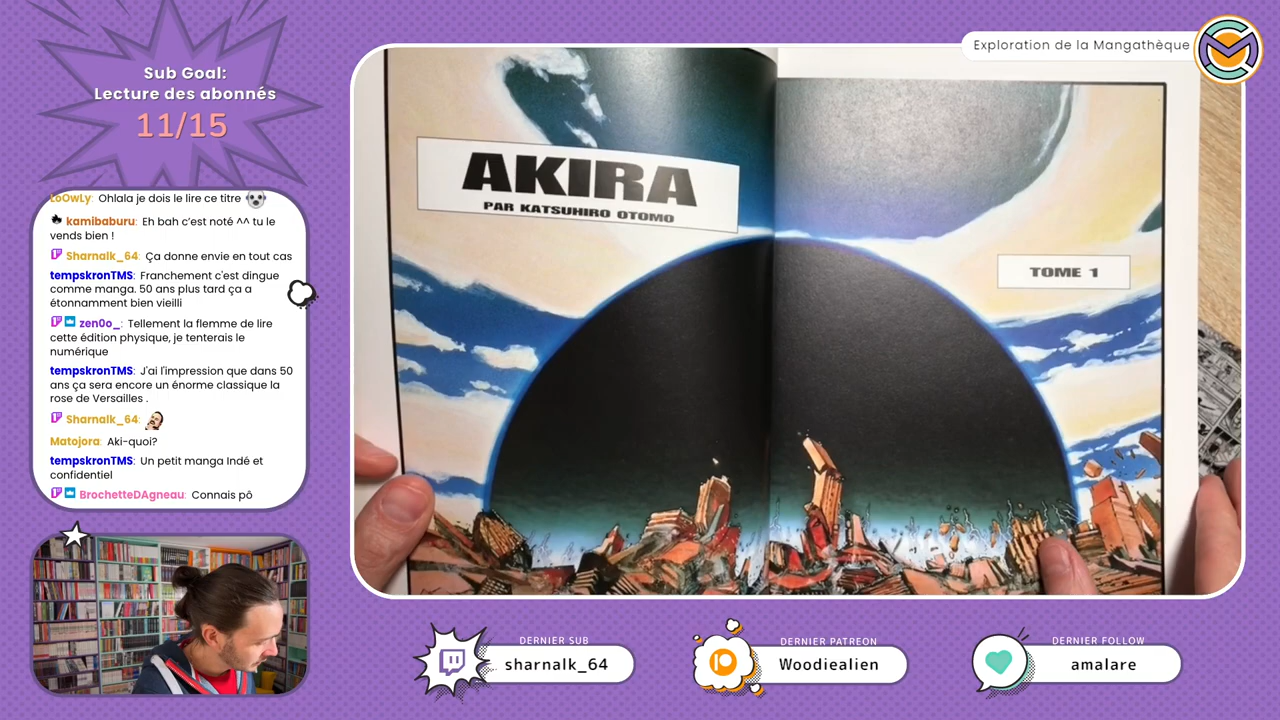 Sub Goal:
Lecture des abonnés
11/15
LoOwLy: Ohlala je dois le lire ce titre
kamibaburu: Eh bah c'est noté ^^ tu le
vends bien !
Sharnalk_64: Ça donne envie en tout cas
tempskronTMS: Franchement c'est dingue
comme manga. 50 ans plus tard ça a
étonnamment bien vieilli
zen0o_: Tellement la flemme de lire
cette édition physique, je tenterais le
numérique
tempskronTMS: J'ai l'impression que dans 50
ans ça sera encore un énorme classique la
rose de Versailles .
Sharnalk_64:
Matojora: Aki-quoi?
tempskronTMS: Un petit manga Indé et
confidentiel
BrochetteDAgneau: Connais pô
Exploration de la Mangathèque
AKIRA
PAR KATSUHIRO OTOMO
TOME 1
DERNIER SUB
sharnalk_64
DERNIER PATREON
Woodiealien
DERNIER FOLLOW
amalare